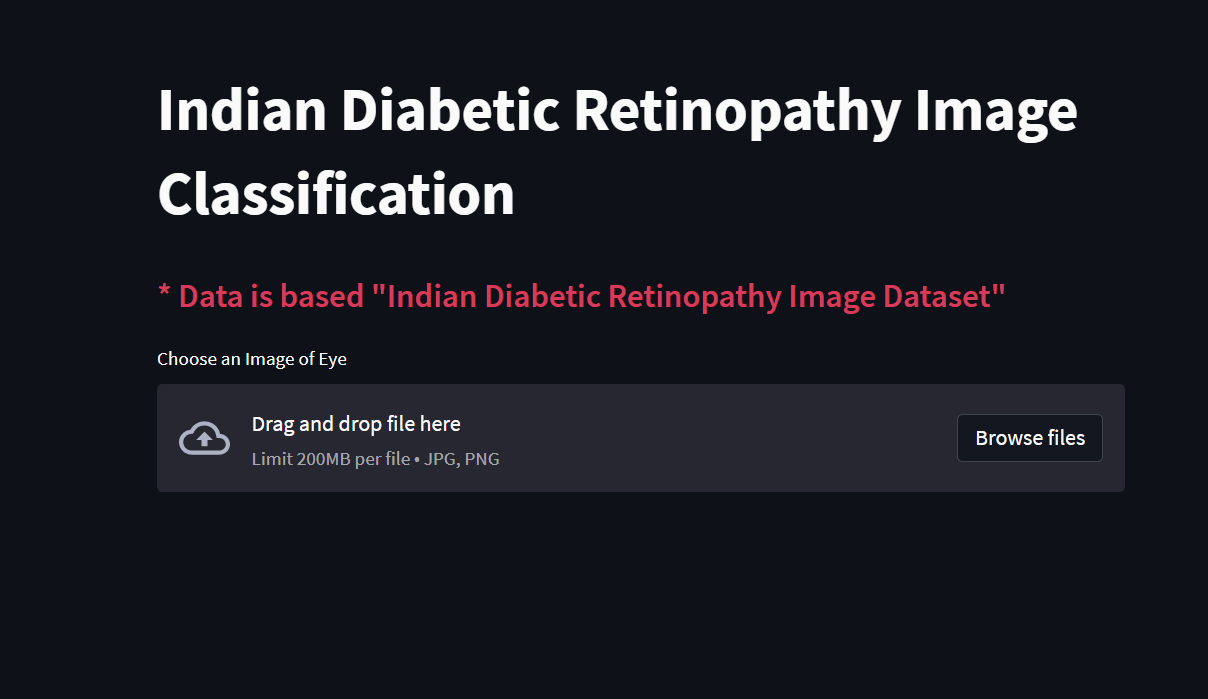 Indian Diabetic Retinopathy Image
Classification
* Data is based "Indian Diabetic Retinopathy Image Dataset"
Choose an Image of Eye
Drag and drop file here
Limit 200MB per file • JPG, PNG
Browse files